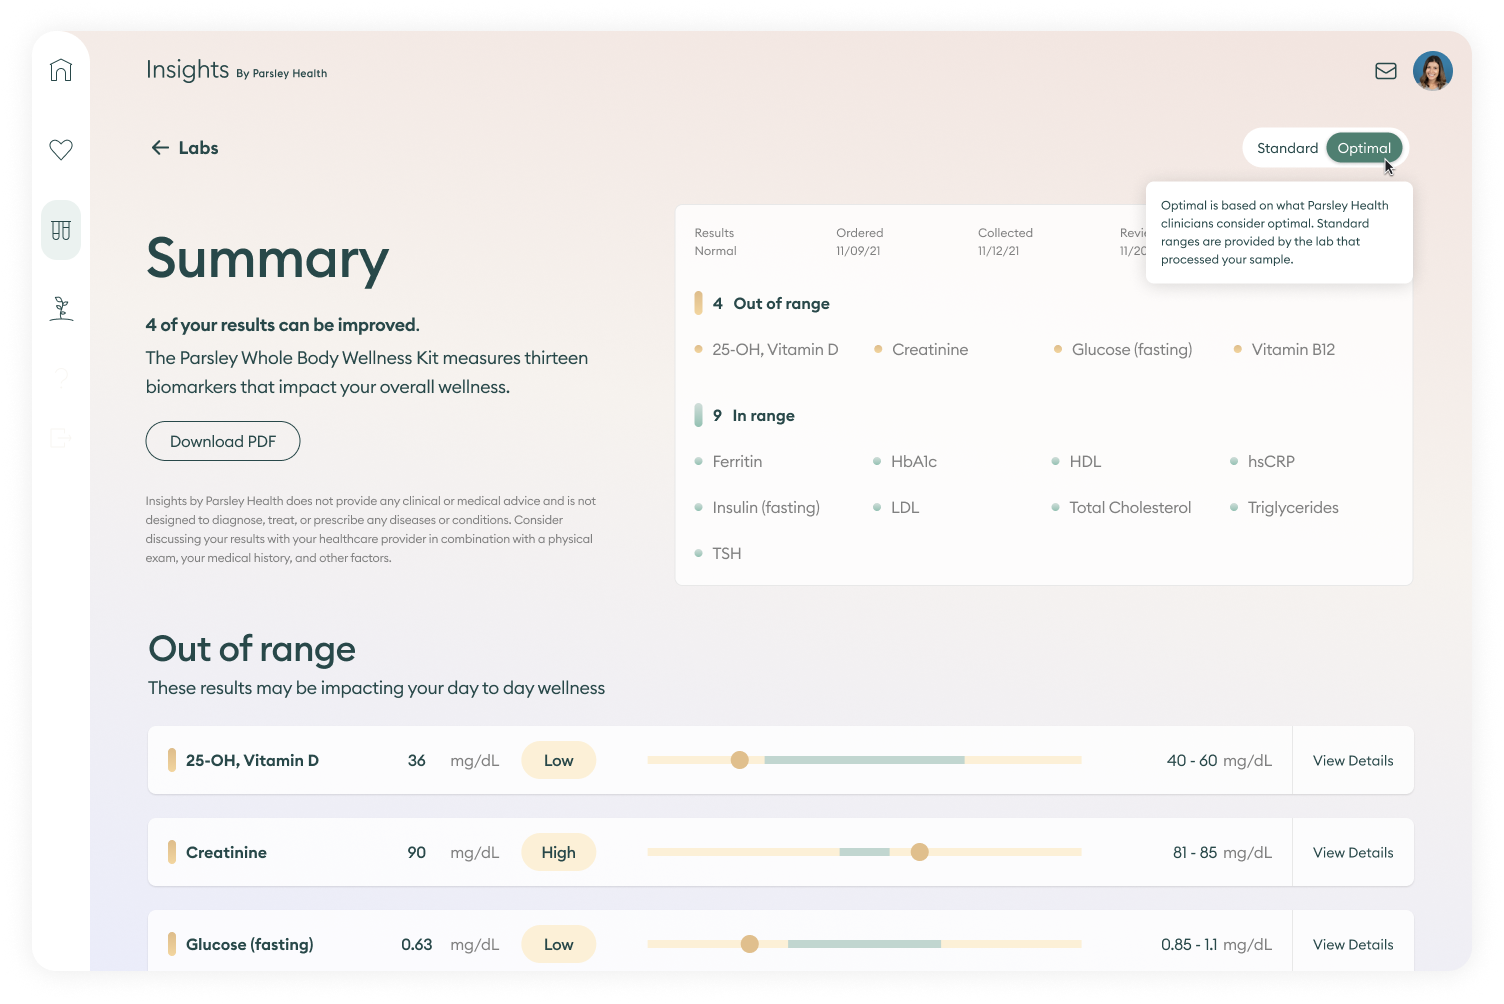 Insights By Parsley Health
Labs
Standard Optimal
Optimal is based on what Parsley Health
clinicians consider optimal. Standard
ranges are provided by the lab that
processed your sample.
Summary
4 of your results can be improved.
The Parsley Whole Body Wellness Kit measures thirteen
biomarkers that impact your overall wellness.
Download PDF
Insights by Parsley Health does not provide any clinical or medical advice and is not
designed to diagnose, treat, or prescribe any diseases or conditions. Consider
discussing your results with your healthcare provider in combination with a physical
exam, your medical history, and other factors.
Results Ordered Collected
Normal 11/09/21 11/12/21
4 Out of range
25-OH, Vitamin D Creatinine Glucose (fasting) Vitamin B12
9 In range
Ferritin HbA1c HDL hsCRP
Insulin (fasting) LDL Total Cholesterol Triglycerides
TSH
Out of range
These results may be impacting your day to day wellness
25-OH, Vitamin D 36 mg/dL Low 40 - 60 mg/dL View Details
Creatinine 90 mg/dL High 81 - 85 mg/dL View Details
Glucose (fasting) 0.63 mg/dL Low 0.85 - 1.1 mg/dL View Details